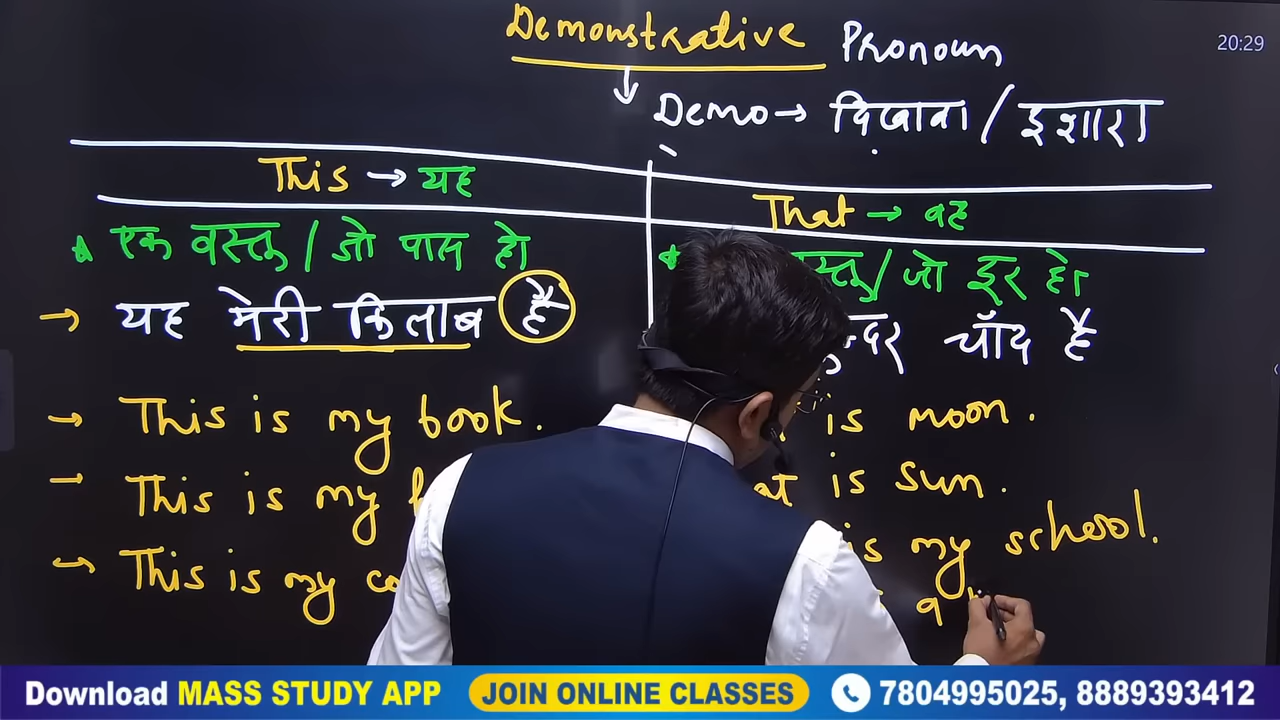 Demonstrative Pronoun
20:29
Demo → दिखाना / इशारा
This → यह
That → वह
* एक वस्तु / जो पास हो।
* वस्तु / जो दूर हो।
→ यह मेरी किताब है
चाँद है
→ This is my book.
is moon.
→ This is my
is sun.
is my school.
→ This is my
a
Download MASS STUDY APP JOIN ONLINE CLASSES 7804995025, 8889393412